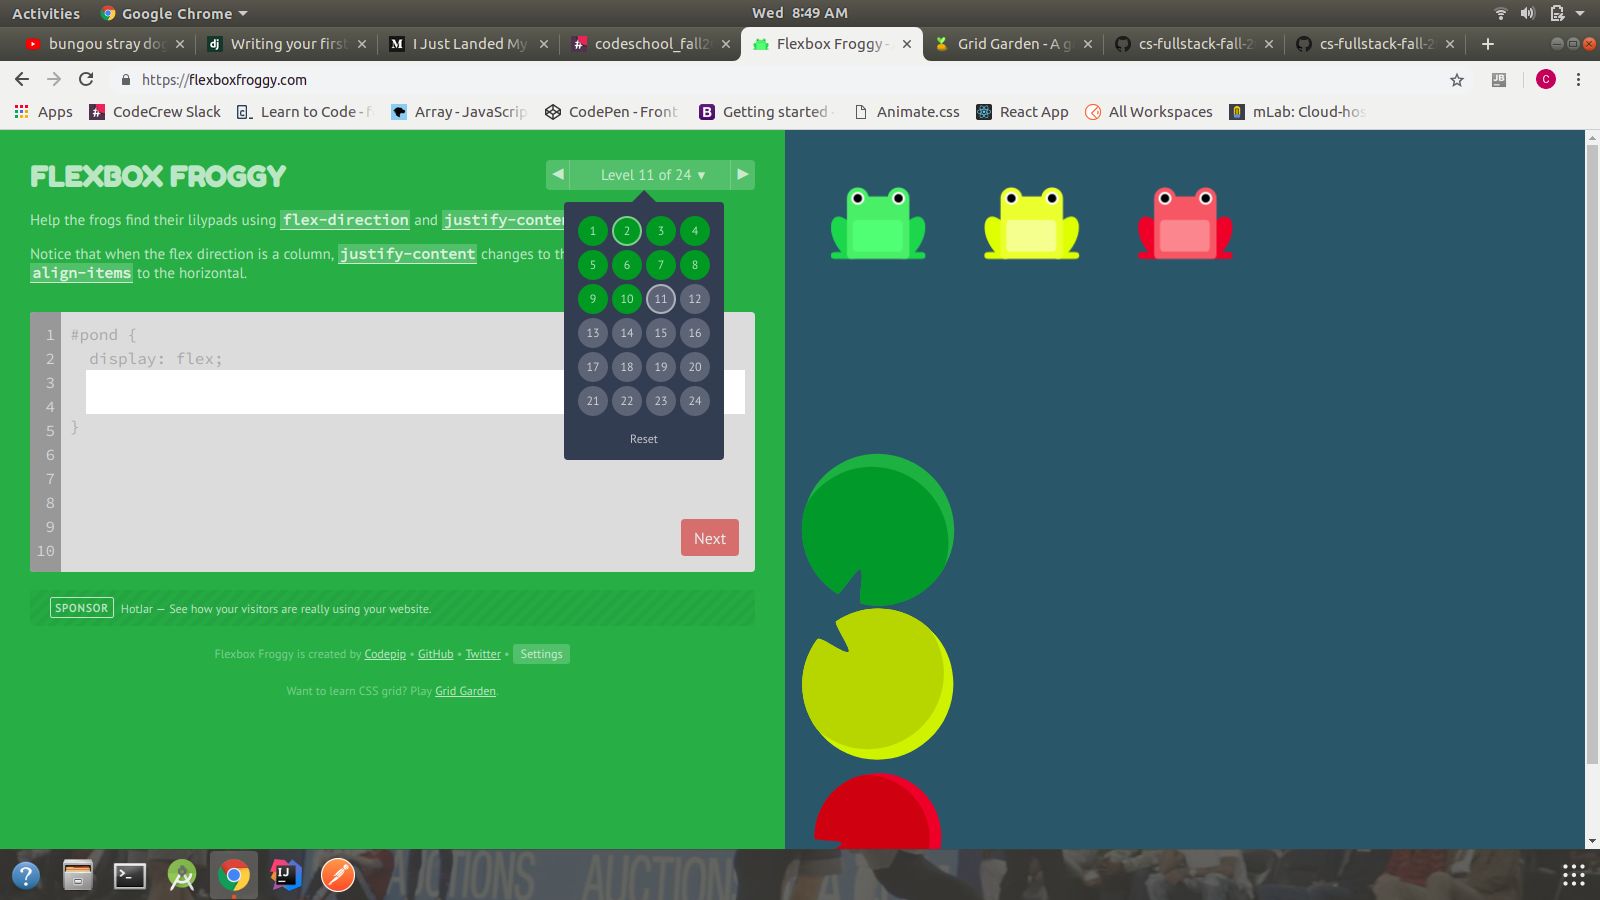 Activities Google Chrome Wed 8:49 AM
bungou stray dog Writing your first I Just Landed My codeschool_fall2 Flexbox Froggy - Grid Garden - A g cs-fullstack-fall-2 cs-fullstack-fall-2
https://flexboxfroggy.com JB C
Apps CodeCrew Slack Learn to Code - f Array - JavaScrip CodePen - Front Getting started - Animate.css React App All Workspaces mLab: Cloud-hos
FLEXBOX FROGGY
Level 11 of 24
Help the frogs find their lilypads using flex-direction and justify-conten
Notice that when the flex direction is a column, justify-content changes to th
align-items to the horizontal.
1 2 3 4
5 6 7 8
9 10 11 12
13 14 15 16
17 18 19 20
21 22 23 24
Reset
1 #pond {
2 display: flex;
3
4
5 }
6
7
8
9
10
Next
SPONSOR HotJar — See how your visitors are really using your website.
Flexbox Froggy is created by Codepip • GitHub • Twitter • Settings
Want to learn CSS grid? Play Grid Garden.